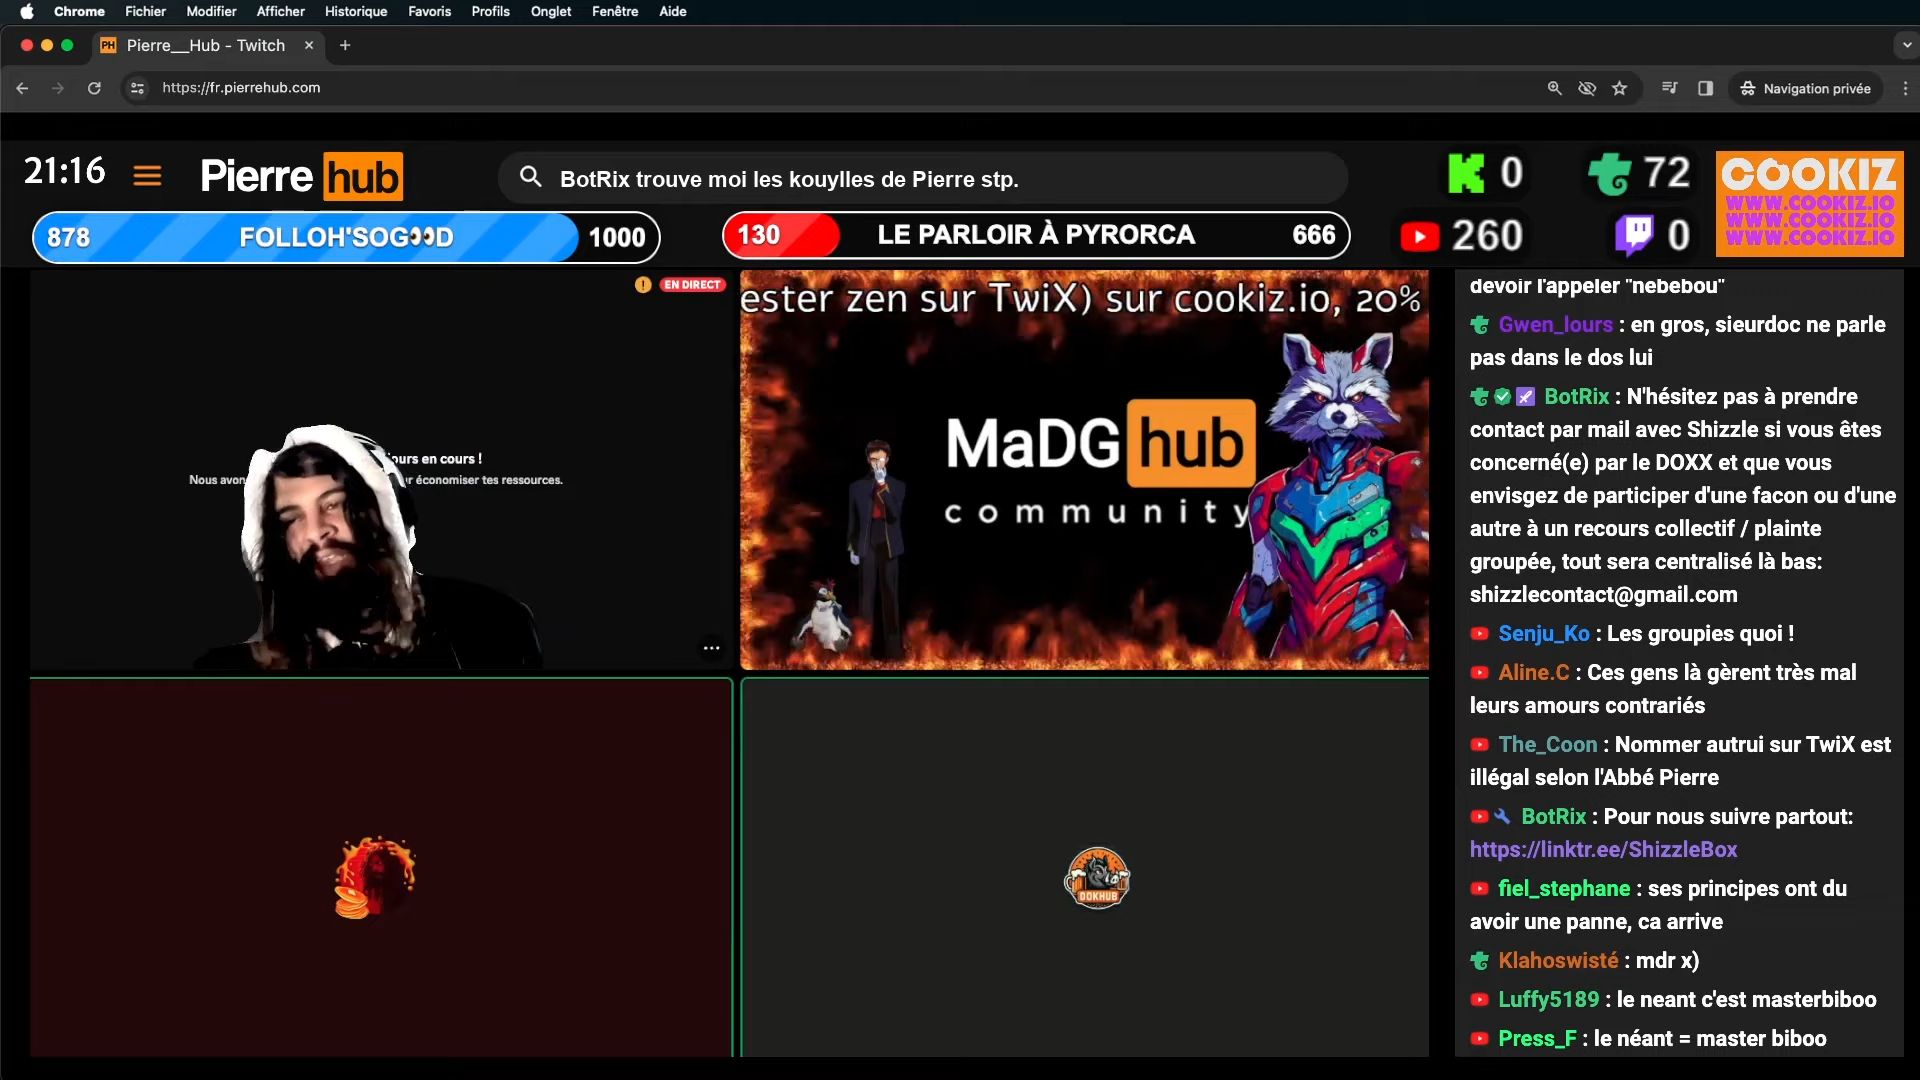 Chrome Fichier Modifier Afficher Historique Favoris Profils Onglet Fenêtre Aide
PH Pierre__Hub - Twitch
https://fr.pierrehub.com
Navigation privée
21:16
Pierre hub
BotRix trouve moi les kouylles de Pierre stp.
0
72
COOKIZ
WWW.COOKIZ.IO
WWW.COOKIZ.IO
WWW.COOKIZ.IO
878 FOLLOH'SOG👀D 1000
130 LE PARLOIR À PYRORCA 666
260
0
EN DIRECT
ours en cours !
Nous avon
r économiser tes ressources.
ester zen sur TwiX) sur cookiz.io, 20%
MaDG hub
community
DOKHUB
devoir l'appeler "nebebou"
Gwen_lours : en gros, sieurdoc ne parle
pas dans le dos lui
BotRix : N'hésitez pas à prendre
contact par mail avec Shizzle si vous êtes
concerné(e) par le DOXX et que vous
envisgez de participer d'une facon ou d'une
autre à un recours collectif / plainte
groupée, tout sera centralisé là bas:
shizzlecontact@gmail.com
Senju_Ko : Les groupies quoi !
Aline.C : Ces gens là gèrent très mal
leurs amours contrariés
The_Coon : Nommer autrui sur TwiX est
illégal selon l'Abbé Pierre
BotRix : Pour nous suivre partout:
https://linktr.ee/ShizzleBox
fiel_stephane : ses principes ont du
avoir une panne, ca arrive
Klahoswisté : mdr x)
Luffy5189 : le neant c'est masterbiboo
Press_F : le néant = master biboo